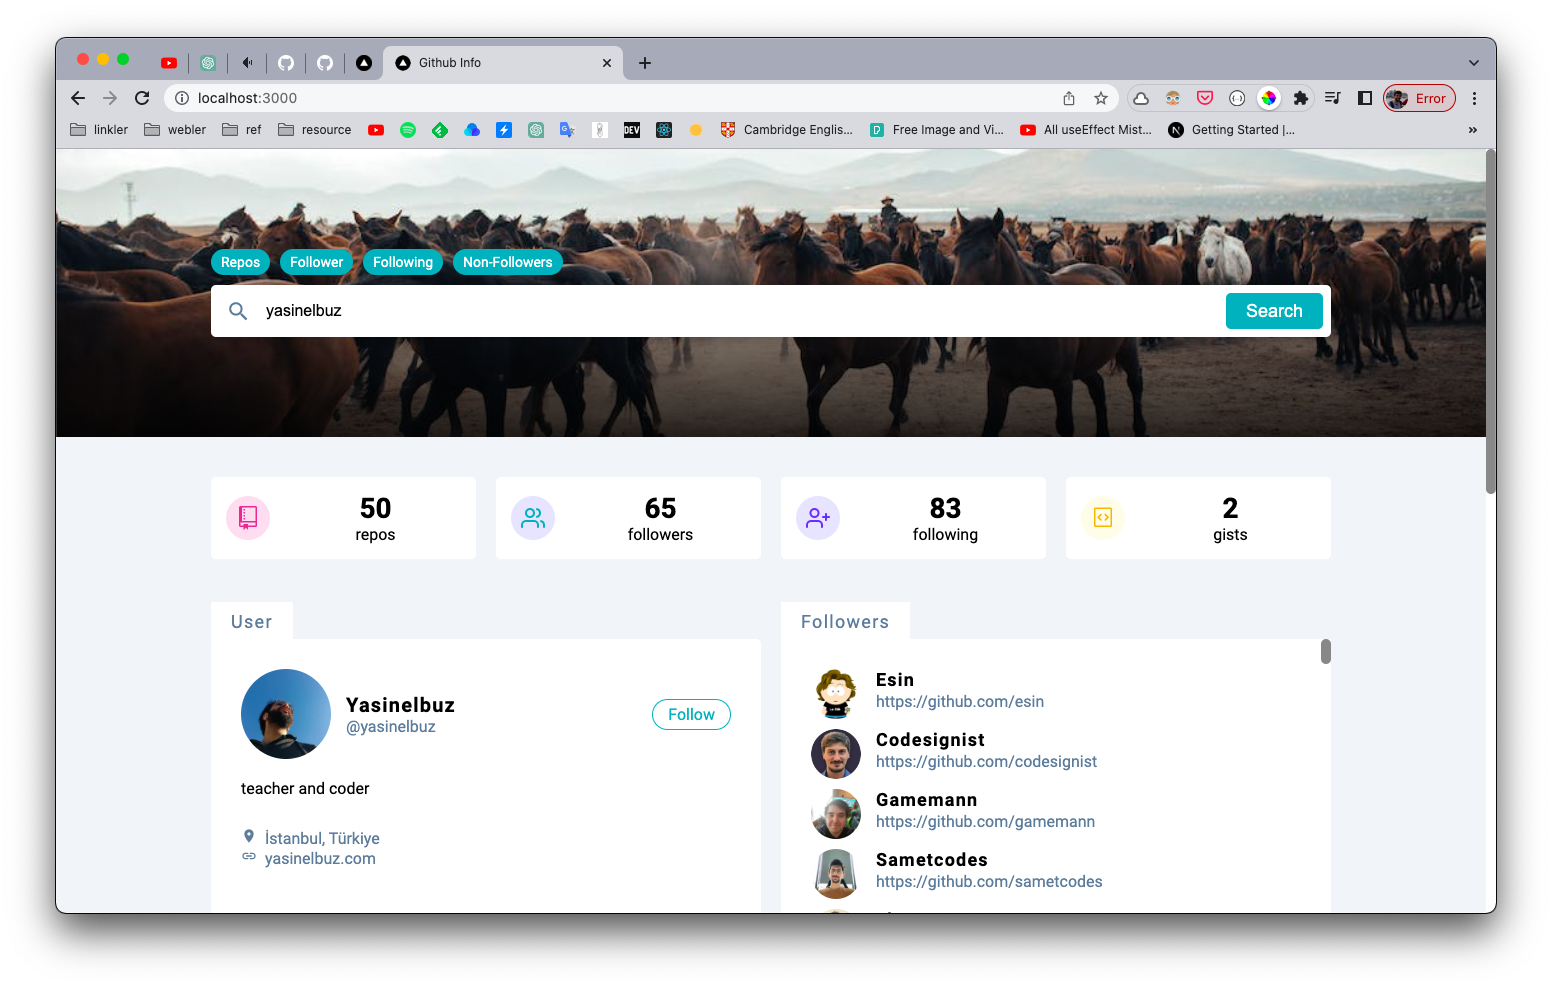 Github Info
localhost:3000
Error
linkler webler ref resource DEV Cambridge Englis... Free Image and Vi... All useEffect Mist... Getting Started |... »
Repos Follower Following Non-Followers
yasinelbuz Search
50
repos
65
followers
83
following
2
gists
User
Yasinelbuz
@yasinelbuz
Follow
teacher and coder
İstanbul, Türkiye
yasinelbuz.com
Followers
Esin
https://github.com/esin
Codesignist
https://github.com/codesignist
Gamemann
https://github.com/gamemann
Sametcodes
https://github.com/sametcodes